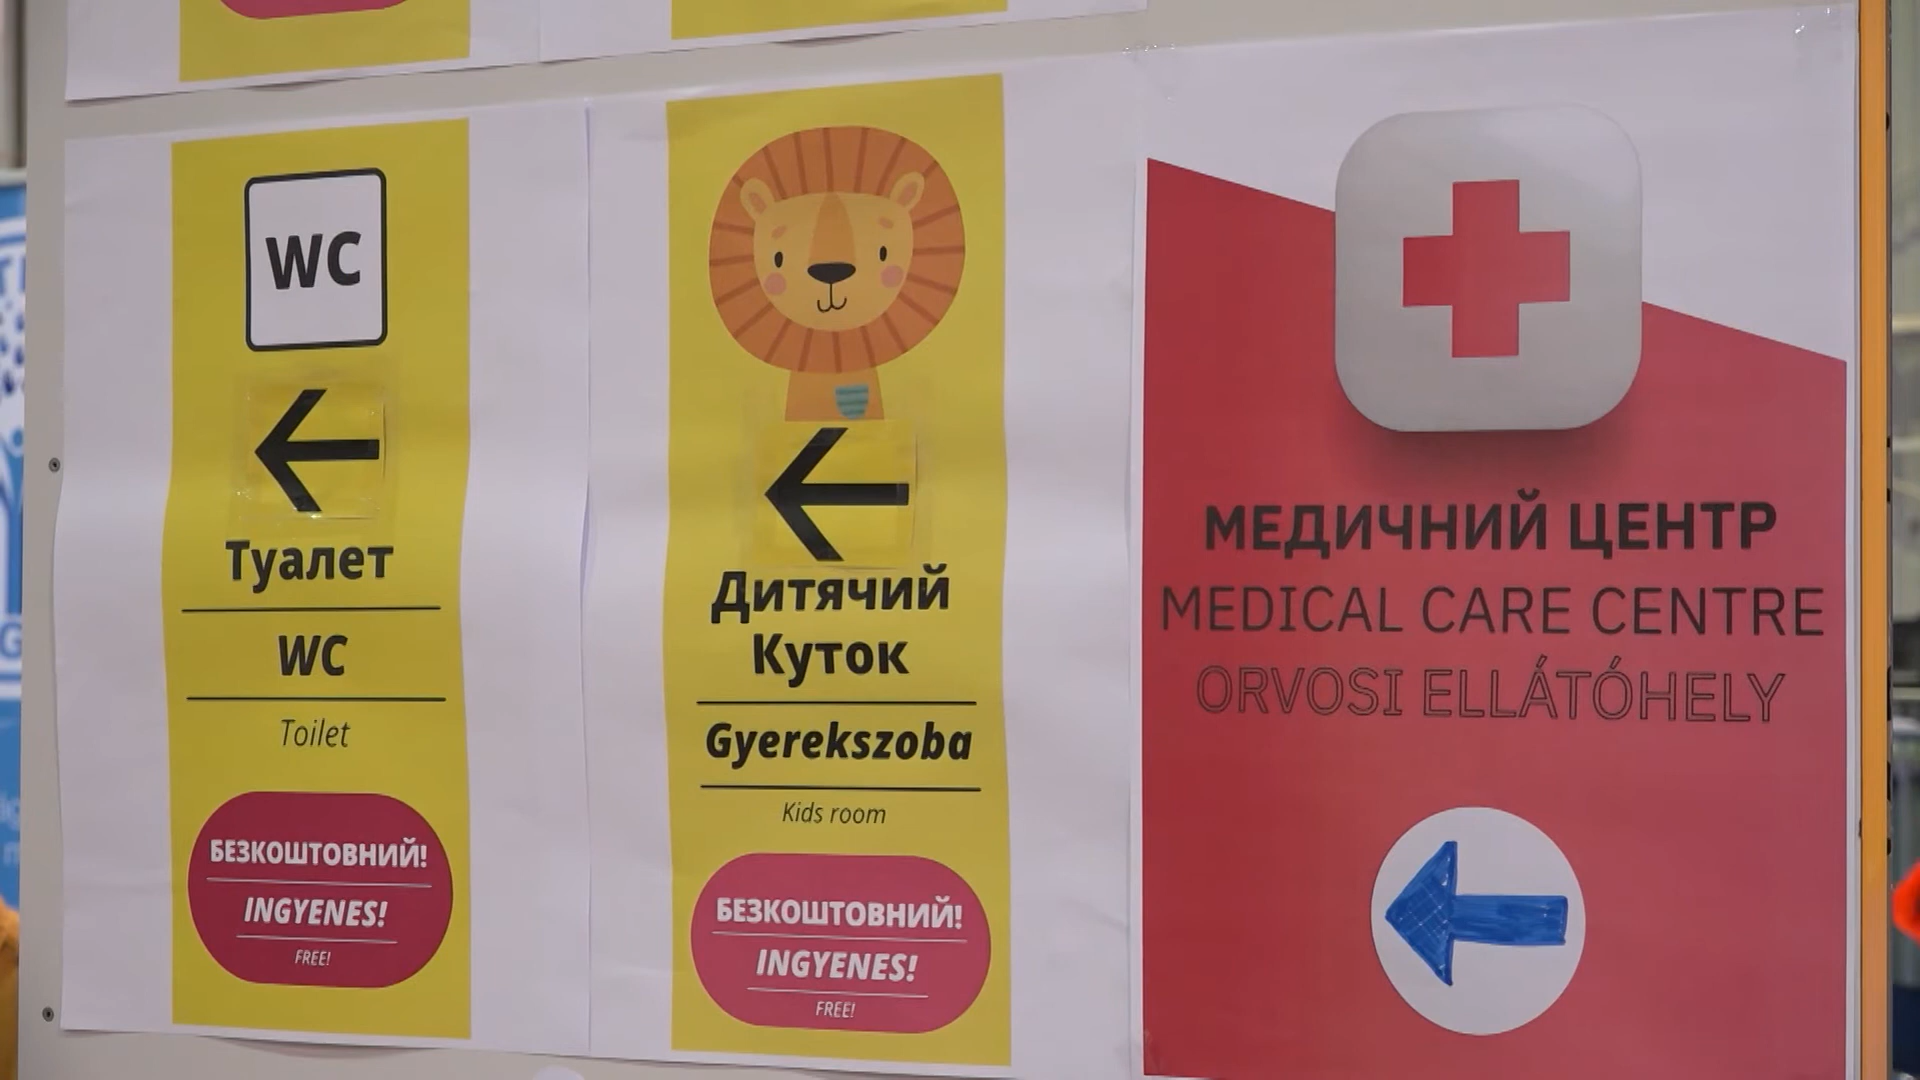 WC
Туалет
WC
Toilet
БЕЗКОШТОВНИЙ!
INGYENES!
FREE!
Дитячий
Куток
Gyerekszoba
Kids room
БЕЗКОШТОВНИЙ!
INGYENES!
FREE!
МЕДИЧНИЙ ЦЕНТР
MEDICAL CARE CENTRE
ORVOSI ELLÁTÓHELY